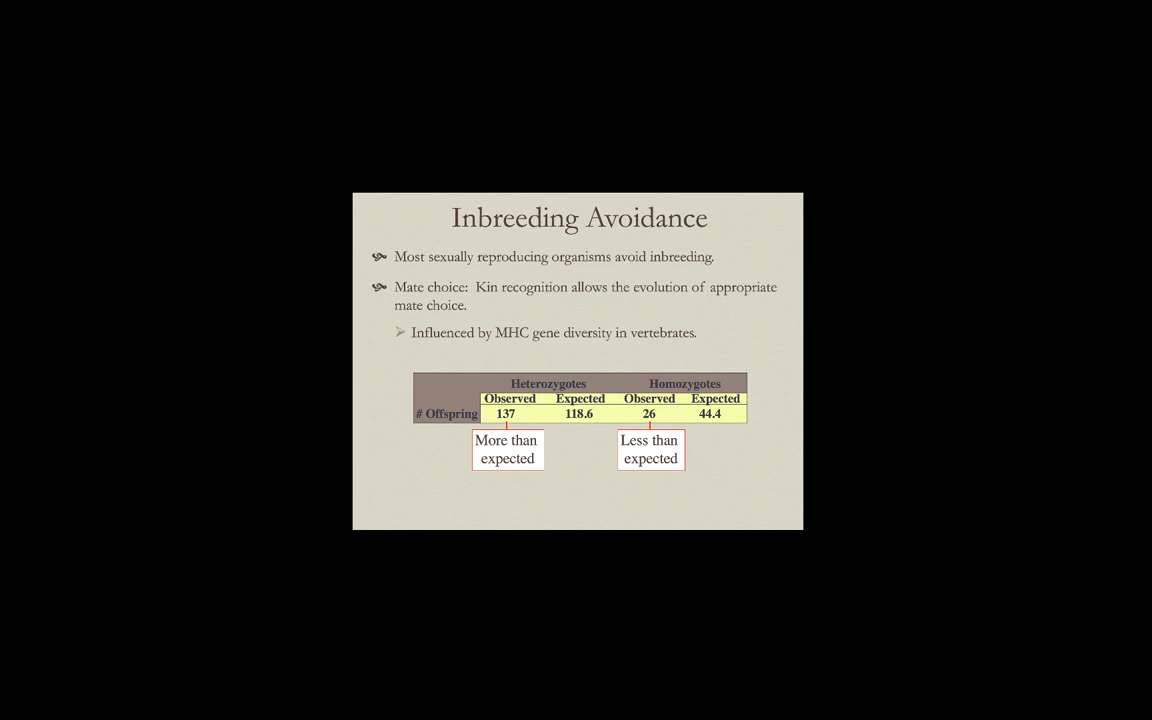 Inbreeding Avoidance
Most sexually reproducing organisms avoid inbreeding.
Mate choice: Kin recognition allows the evolution of appropriate
mate choice.
Influenced by MHC gene diversity in vertebrates.
Heterozygotes Homozygotes
Observed Expected Observed Expected
# Offspring 137 118.6 26 44.4
More than Less than
expected expected